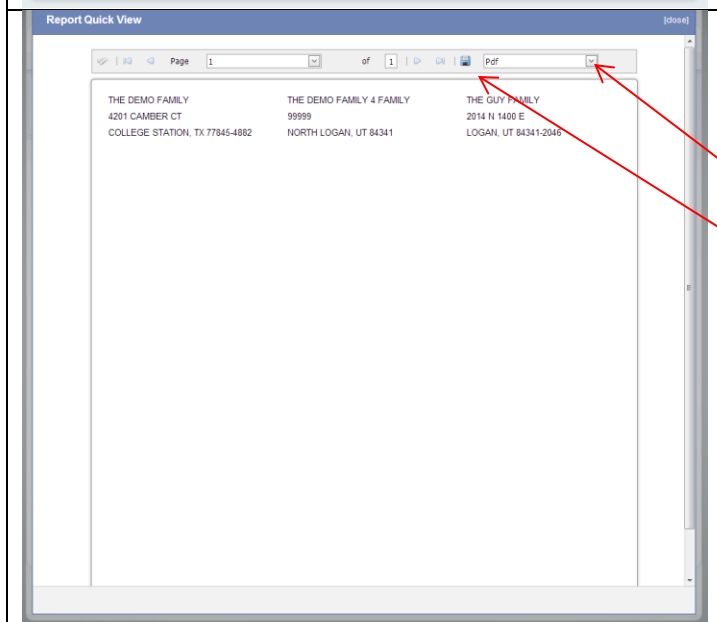 Report Quick View [close]
Page 1 of 1 Pdf
THE DEMO FAMILY THE DEMO FAMILY 4 FAMILY THE GUY FAMILY
4201 CAMBER CT 99999 2014 N 1400 E
COLLEGE STATION, TX 77845-4882 NORTH LOGAN, UT 84341 LOGAN, UT 84341-2046